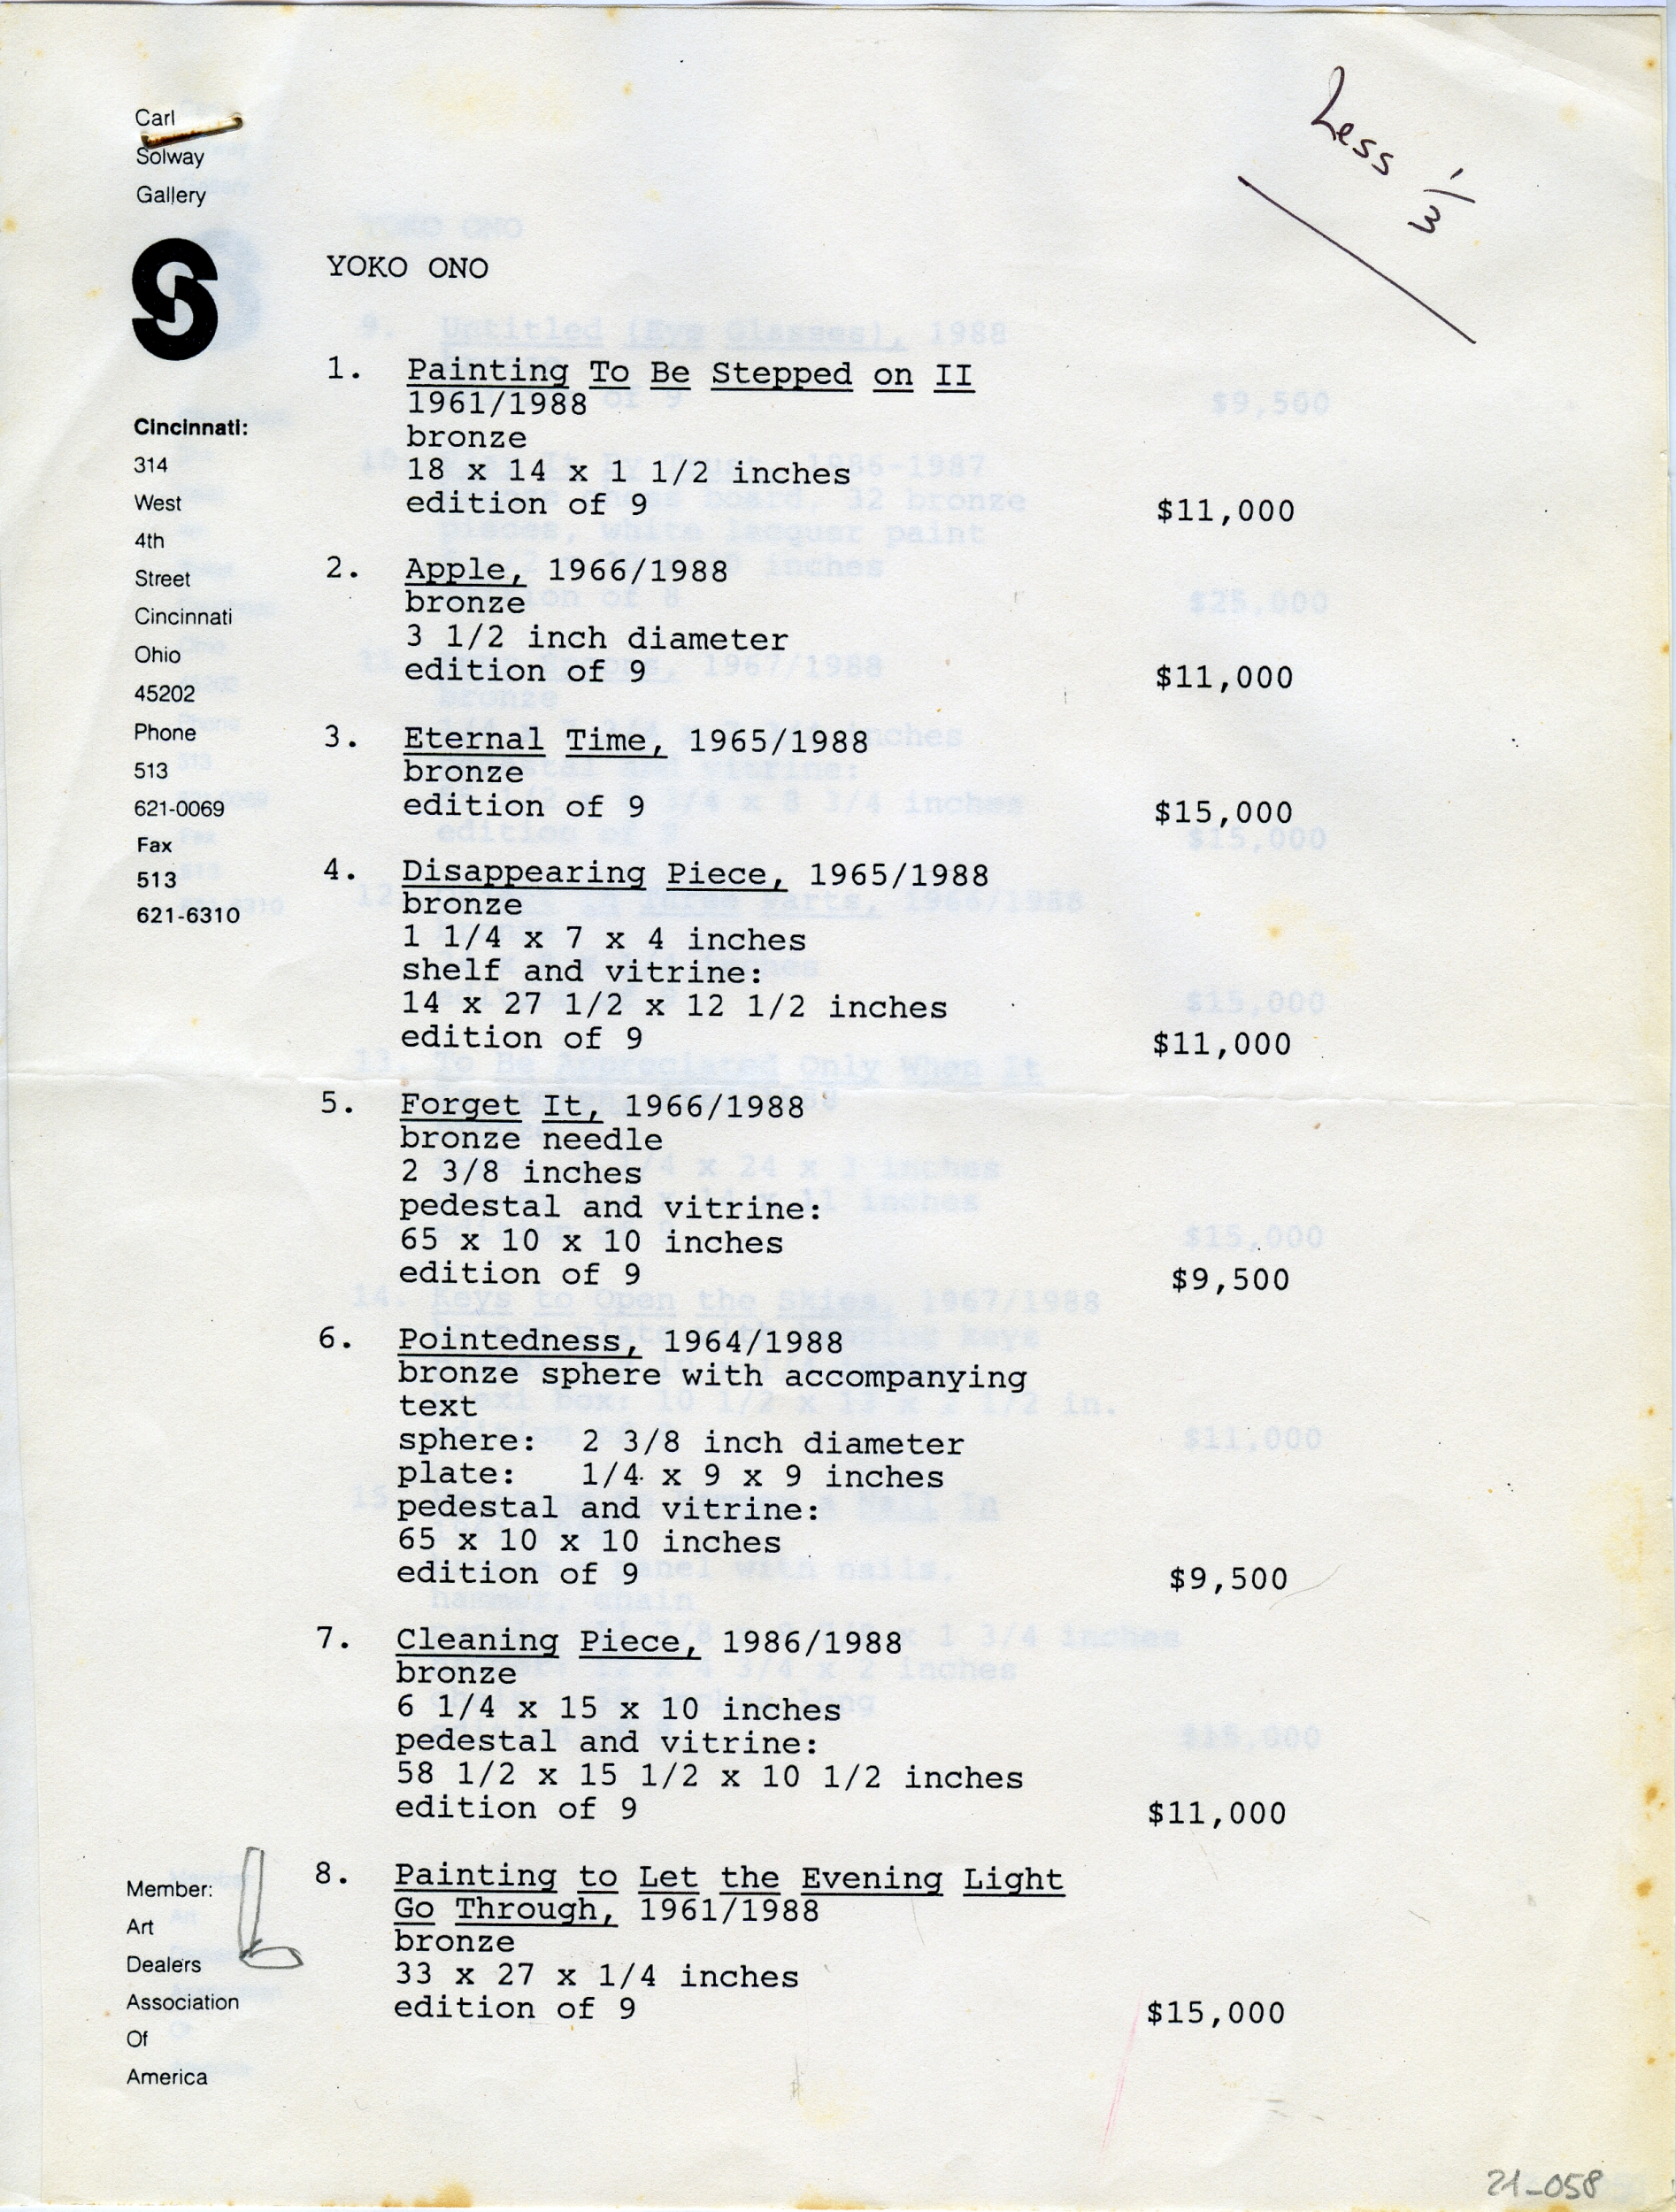 Carl
Solway
Gallery
Less 1/3
S
YOKO ONO
Cincinnati:
314
West
4th
Street
Cincinnati
Ohio
45202
Phone
513
621-0069
Fax
513
621-6310
1. Painting To Be Stepped on II
1961/1988
bronze
18 x 14 x 1 1/2 inches
edition of 9 $11,000
2. Apple, 1966/1988
bronze
3 1/2 inch diameter
edition of 9 $11,000
3. Eternal Time, 1965/1988
bronze
edition of 9 $15,000
4. Disappearing Piece, 1965/1988
bronze
1 1/4 x 7 x 4 inches
shelf and vitrine:
14 x 27 1/2 x 12 1/2 inches
edition of 9 $11,000
5. Forget It, 1966/1988
bronze needle
2 3/8 inches
pedestal and vitrine:
65 x 10 x 10 inches
edition of 9 $9,500
6. Pointedness, 1964/1988
bronze sphere with accompanying
text
sphere: 2 3/8 inch diameter
plate: 1/4 x 9 x 9 inches
pedestal and vitrine:
65 x 10 x 10 inches
edition of 9 $9,500
7. Cleaning Piece, 1986/1988
bronze
6 1/4 x 15 x 10 inches
pedestal and vitrine:
58 1/2 x 15 1/2 x 10 1/2 inches
edition of 9 $11,000
8. Painting to Let the Evening Light
Go Through, 1961/1988
bronze
33 x 27 x 1/4 inches
edition of 9 $15,000
Member:
Art
Dealers
Association
Of
America
21-058